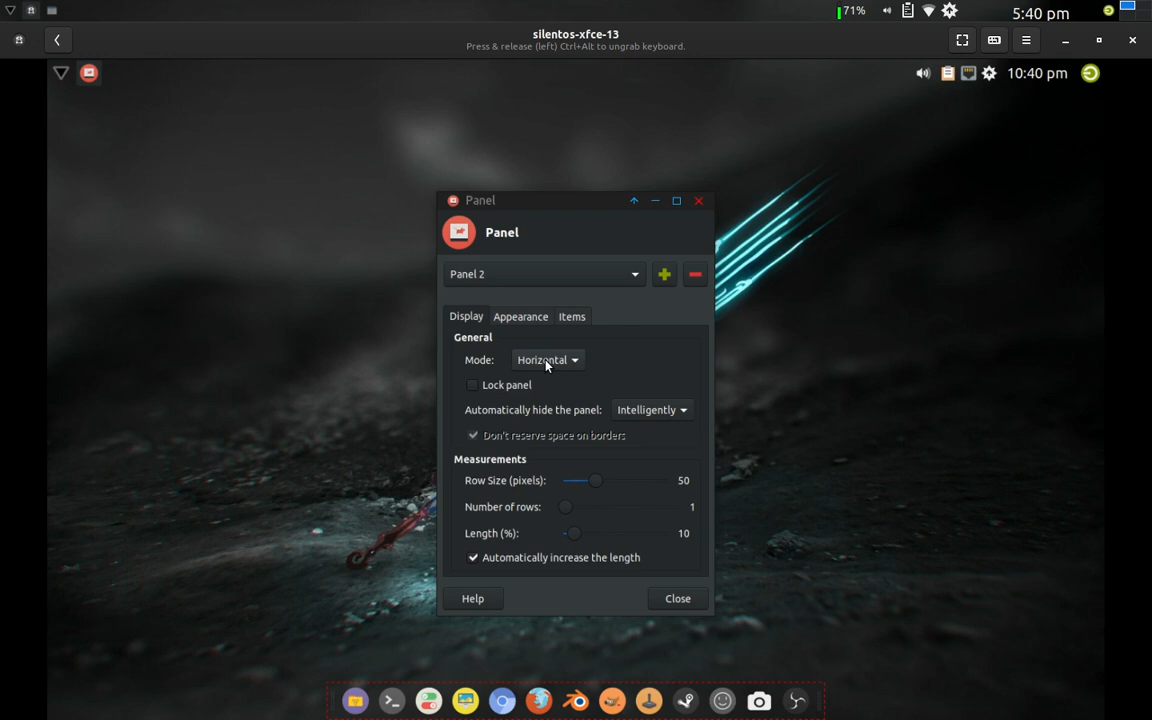 71%
5:40 pm
silentos-xfce-13
Press & release (left) Ctrl+Alt to ungrab keyboard.
10:40 pm
Panel
Panel
Panel 2
Display Appearance Items
General
Mode: Horizontal
Lock panel
Automatically hide the panel: Intelligently
Don't reserve space on borders
Measurements
Row Size (pixels): 50
Number of rows: 1
Length (%): 10
Automatically increase the length
Help Close